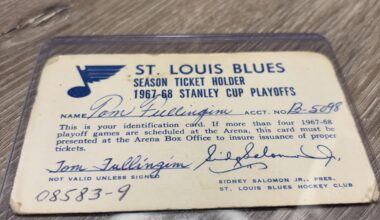 ST. LOUIS BLUES
SEASON TICKET HOLDER
1967-68 STANLEY CUP PLAYOFFS
NAME Tom Fullingim ACCT. NO. B-5098
This is your identification card. If more than four 1967-68
playoff games are scheduled at the Arena, this card must be
presented at the Arena Box Office to insure issuance of proper
tickets.
Tom Fullingim Sid Salomon Jr.
NOT VALID UNLESS SIGNED SIDNEY SALOMON JR., PRES.
ST. LOUIS BLUES HOCKEY CLUB
08583-9